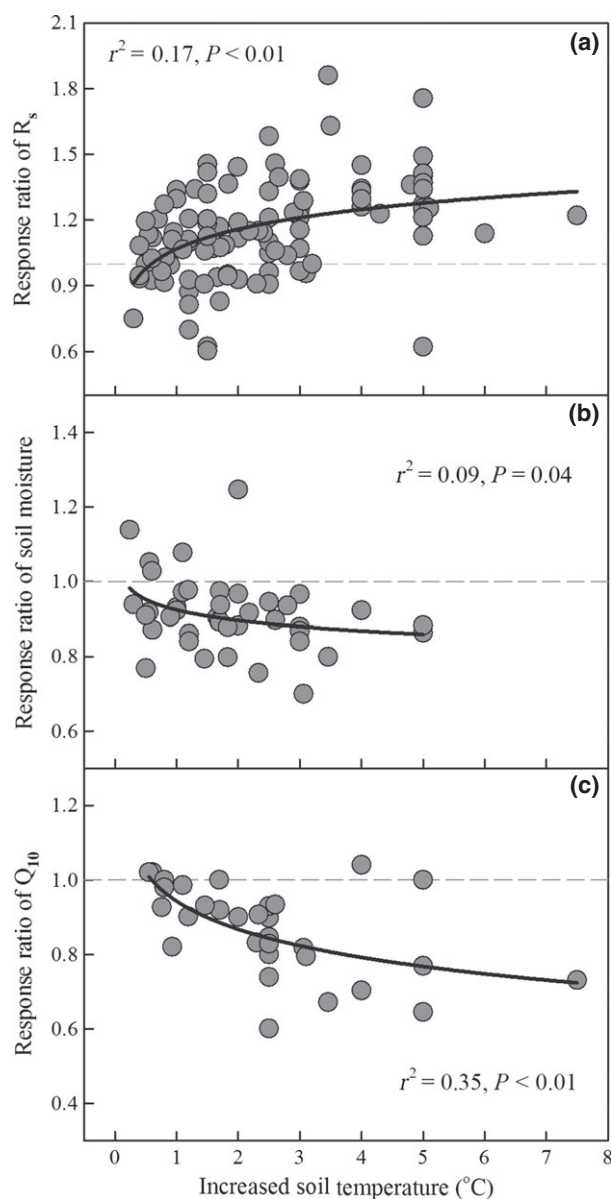 (a)
r² = 0.17, P < 0.01
2.1
1.8
1.5
1.2
0.9
0.6
Response ratio of Rs
(b)
r² = 0.09, P = 0.04
1.4
1.2
1.0
0.8
0.6
Response ratio of soil moisture
(c)
1.2
1.0
0.8
0.6
0.4
Response ratio of Q10
r² = 0.35, P < 0.01
0 1 2 3 4 5 6 7 8
Increased soil temperature (°C)